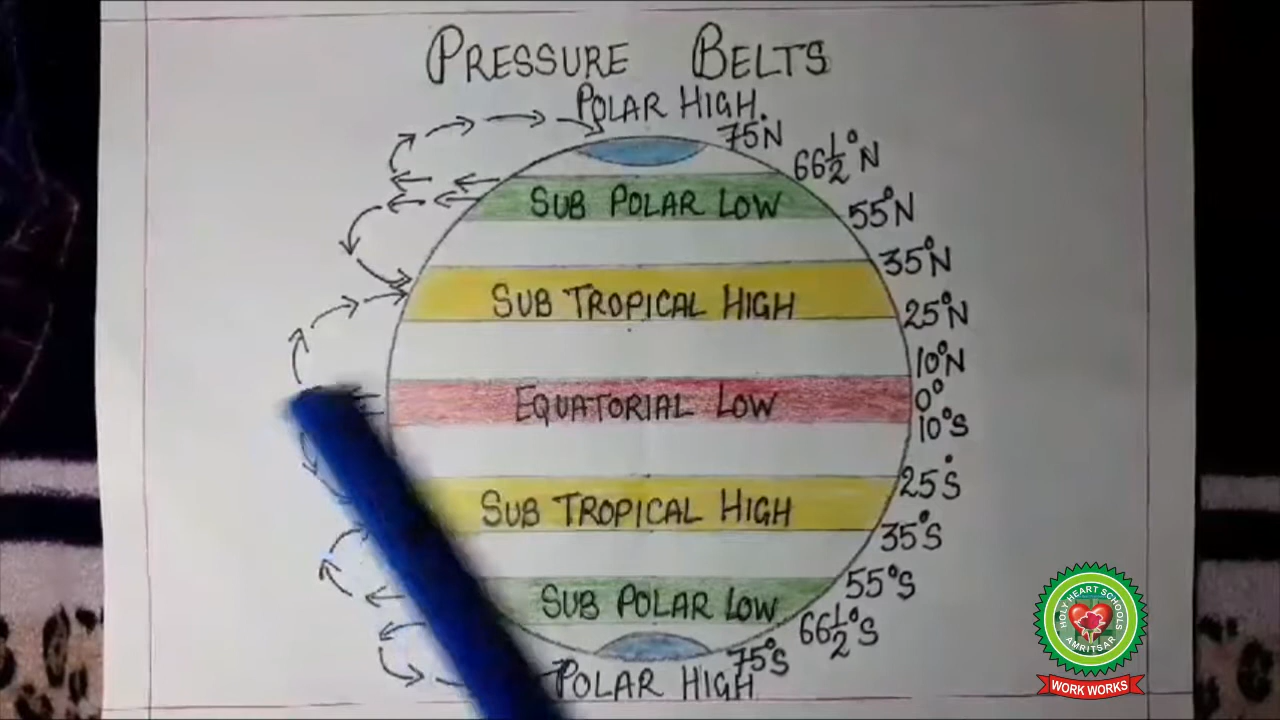 PRESSURE BELTS
POLAR HIGH.
75°N
66½°N
SUB POLAR LOW
55°N
35°N
SUB TROPICAL HIGH
25°N
10°N
EQUATORIAL LOW
0°
10°S
25°S
SUB TROPICAL HIGH
35°S
55°S
SUB POLAR LOW
66½°S
75°S
POLAR HIGH
HOLY HEART SCHOOLS
AMRITSAR
WORK WORKS